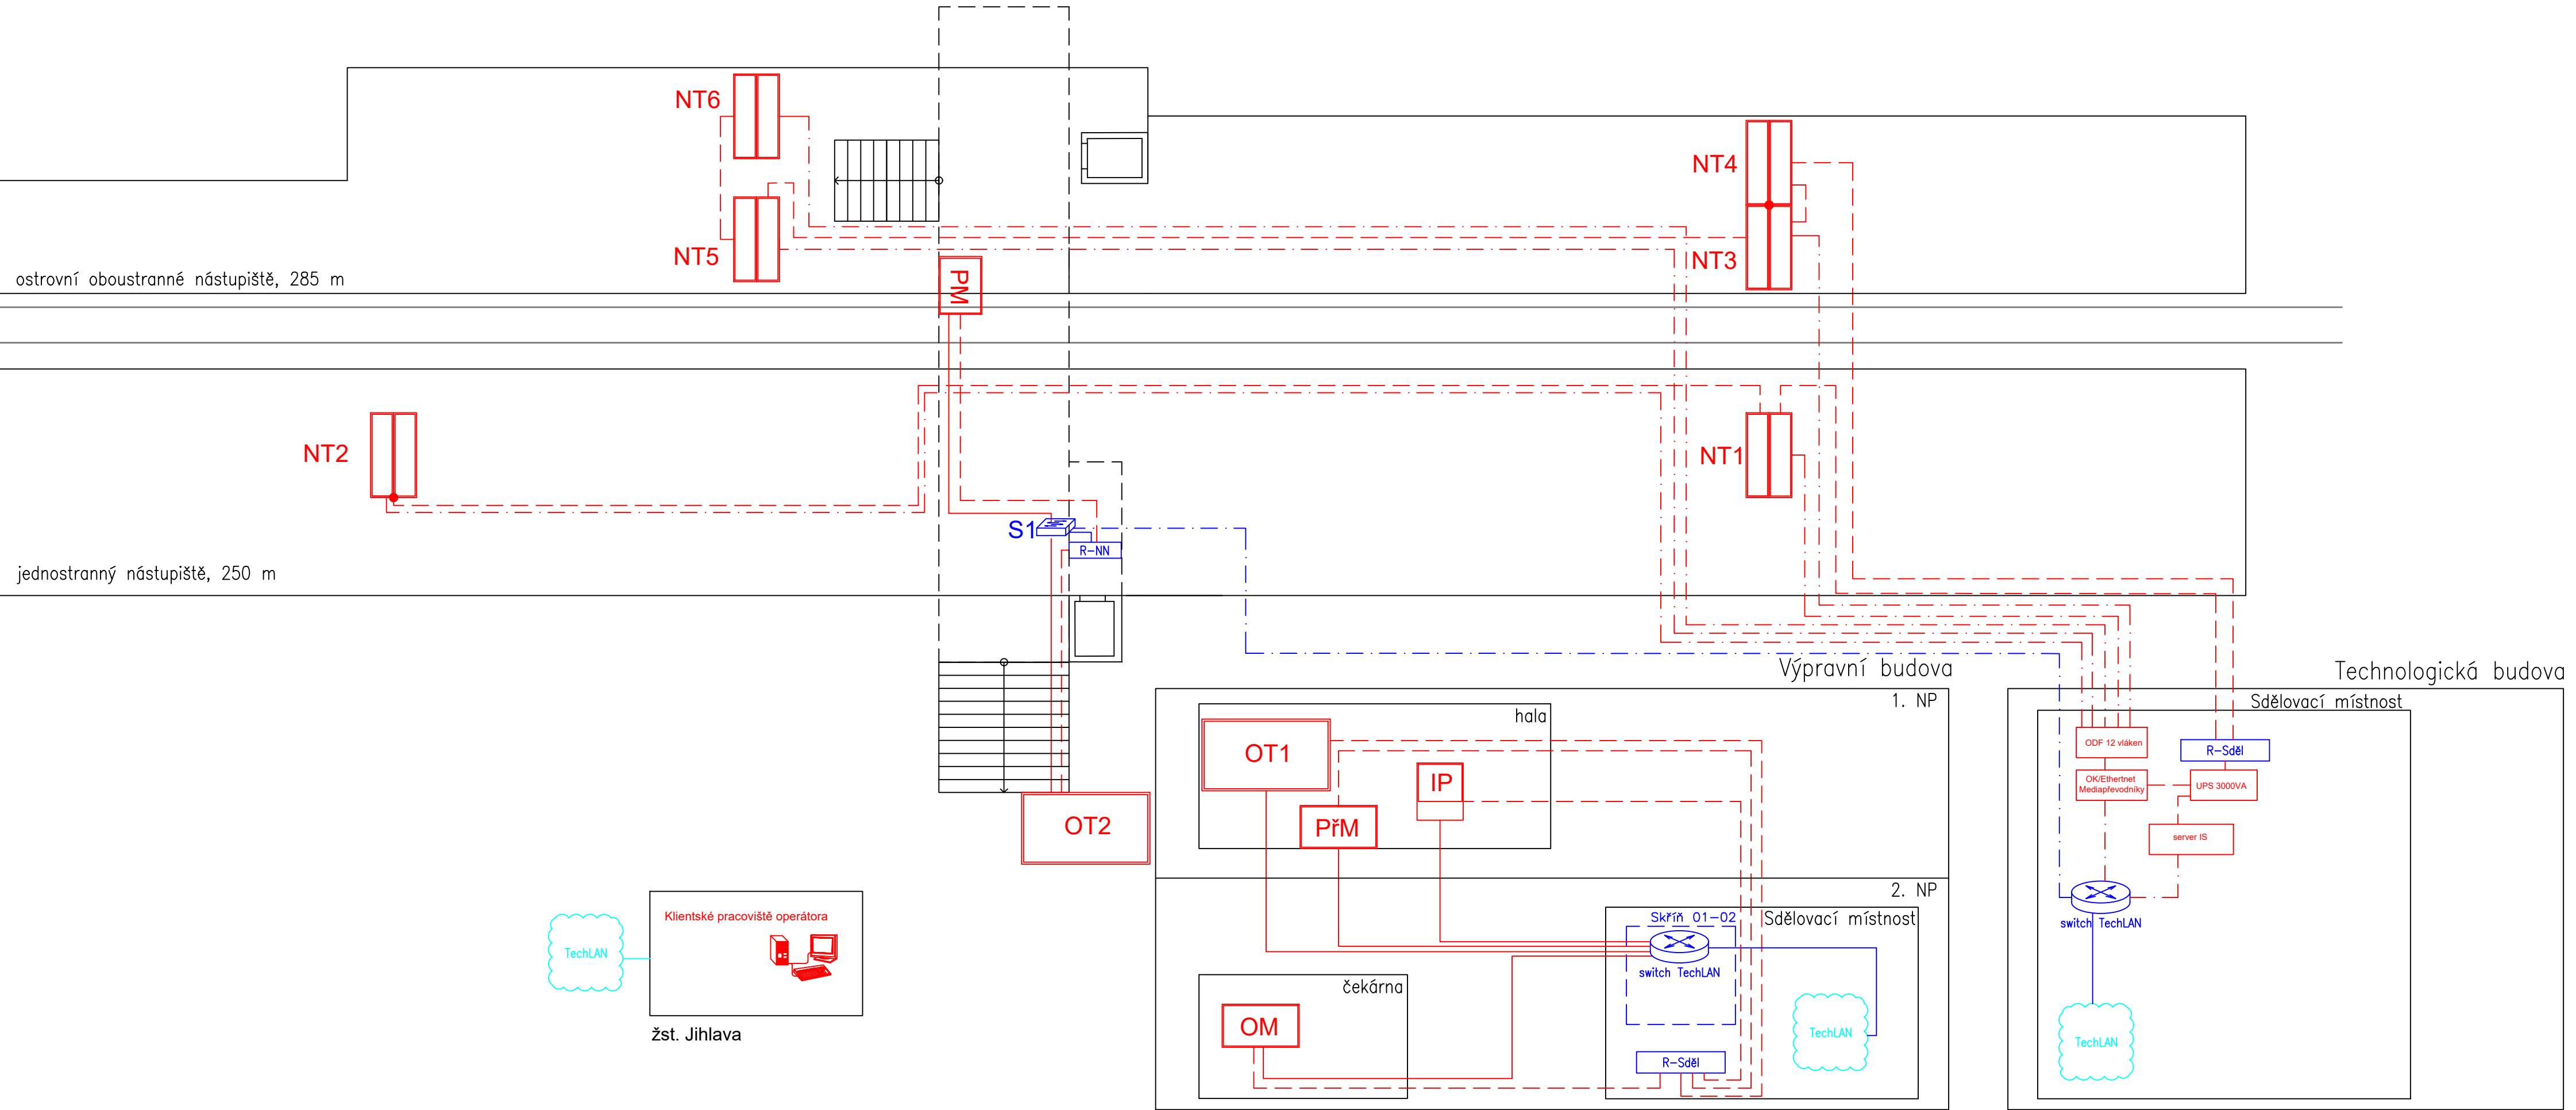 NT6
NT4
NT5
NT3
PM
ostrovní oboustranné nástupiště, 285 m
NT2
NT1
S1
R-NN
jednostranný nástupiště, 250 m
Výpravní budova
Technologická budova
1. NP
Sdělovací místnost
hala
OT1
IP
PřM
OT2
ODF 12 vláken
R-Sděl
OK/Ethertnet
Mediapřevodníky
UPS 3000VA
server IS
switch TechLAN
TechLAN
2. NP
Skříň 01-02
Sdělovací místnost
switch TechLAN
TechLAN
R-Sděl
čekárna
OM
Klientské pracoviště operátora
TechLAN
žst. Jihlava